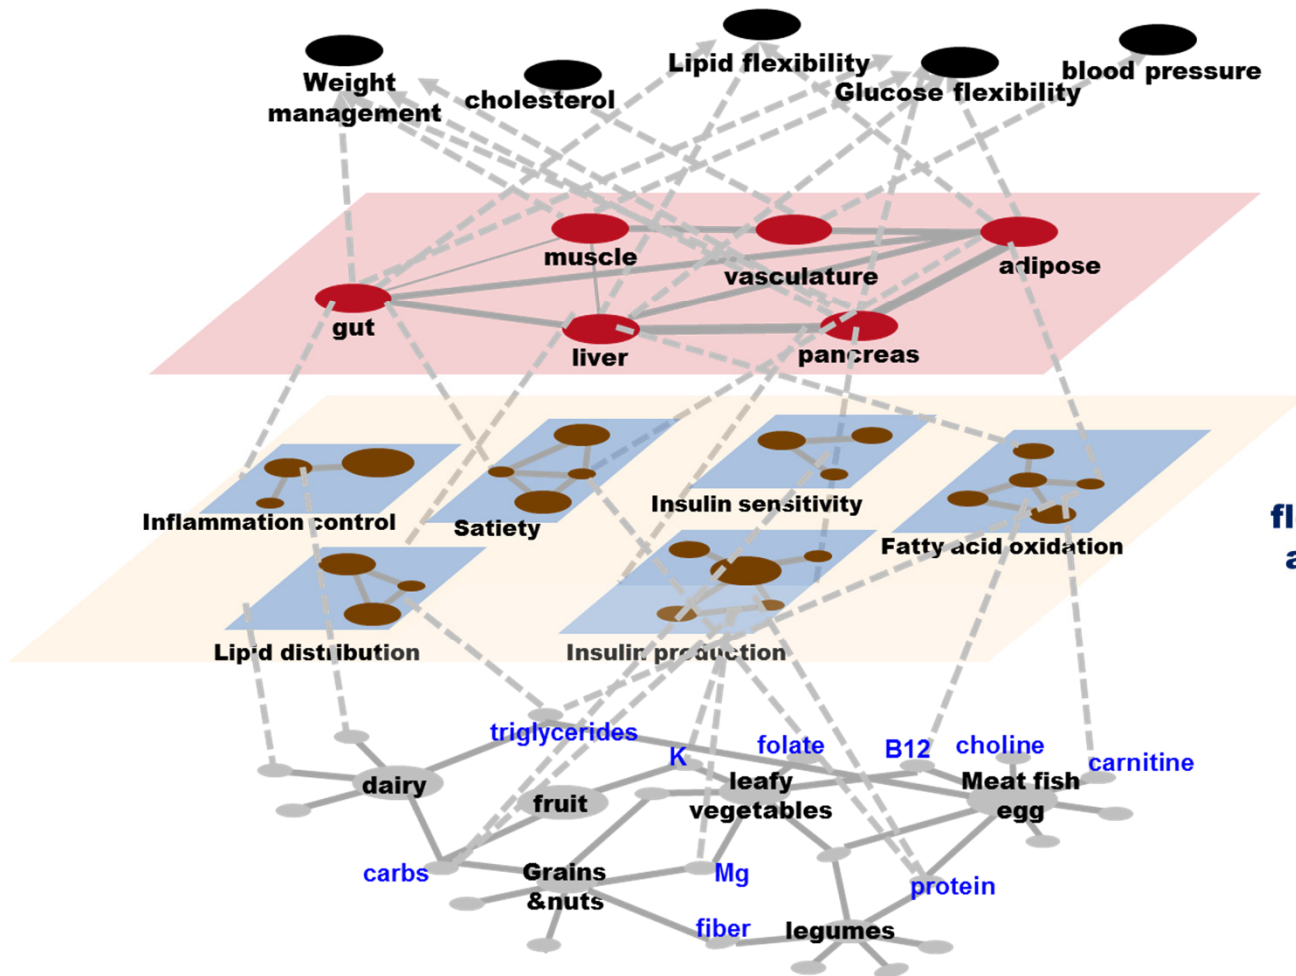 Weight
management
cholesterol
Lipid flexibility
Glucose flexibility
blood pressure
muscle
vasculature
adipose
gut
liver
pancreas
Inflammation control
Satiety
Insulin sensitivity
Fatty acid oxidation
Lipid distribution
Insulin production
triglycerides
K
folate
B12
choline
carnitine
dairy
fruit
leafy
vegetables
Meat fish
egg
carbs
Grains
&nuts
Mg
protein
fiber
legumes